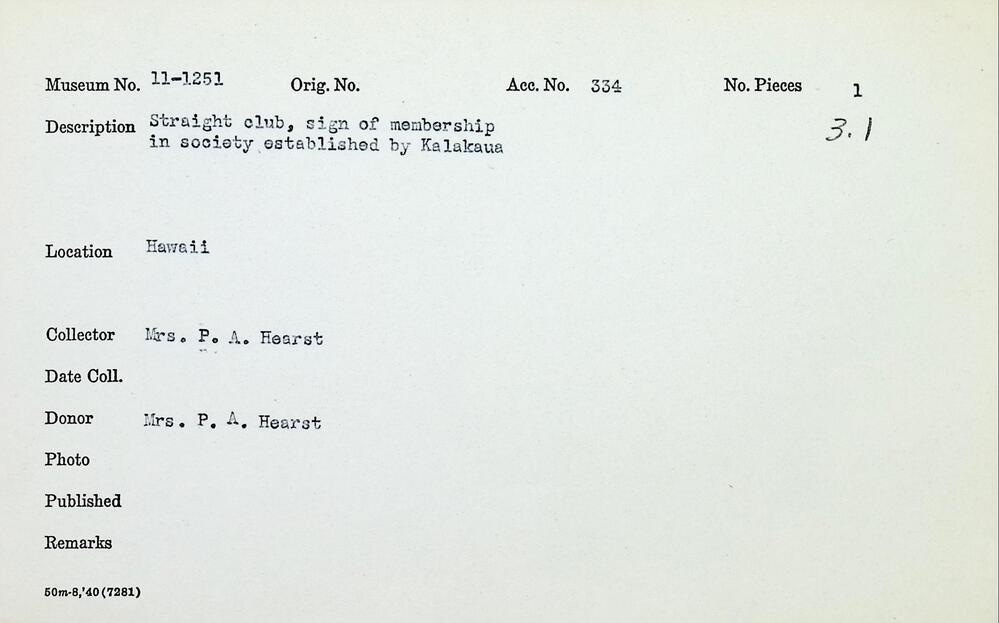 Museum No. 11-1251 Orig. No. Acc. No. 334 No. Pieces 1
Description Straight club, sign of membership 3.1
in society established by Kalakaua
Location Hawaii
Collector Mrs. P. A. Hearst
Date Coll.
Donor Mrs. P. A. Hearst
Photo
Published
Remarks
50m-8,'40(7281)